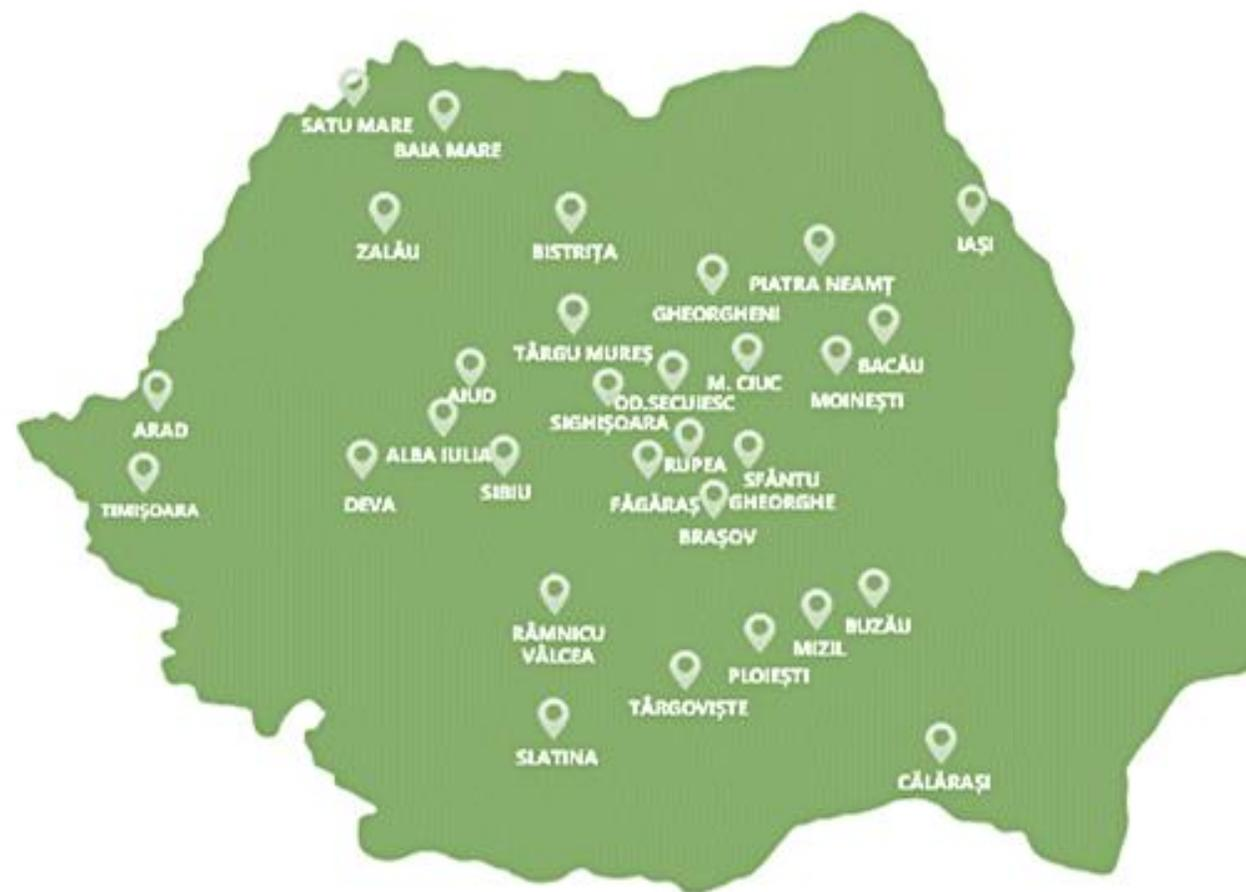 SATU MARE
BAIA MARE
ZALĂU
BISTRIȚA
IAȘI
PIATRA NEAMȚ
GHEORGHENI
TÂRGU MUREȘ
BACĂU
M. CIUC
MOINEȘTI
AIUD
OD.SECUIESC
SIGHIȘOARA
ARAD
ALBA IULIA
RUPEA
SFÂNTU
GHEORGHE
SIBIU
DEVA
FĂGĂRAȘ
TIMIȘOARA
BRAȘOV
BUZĂU
RÂMNICU
VÂLCEA
MIZIL
PLOIEȘTI
TÂRGOVIȘTE
SLATINA
CĂLĂRAȘI